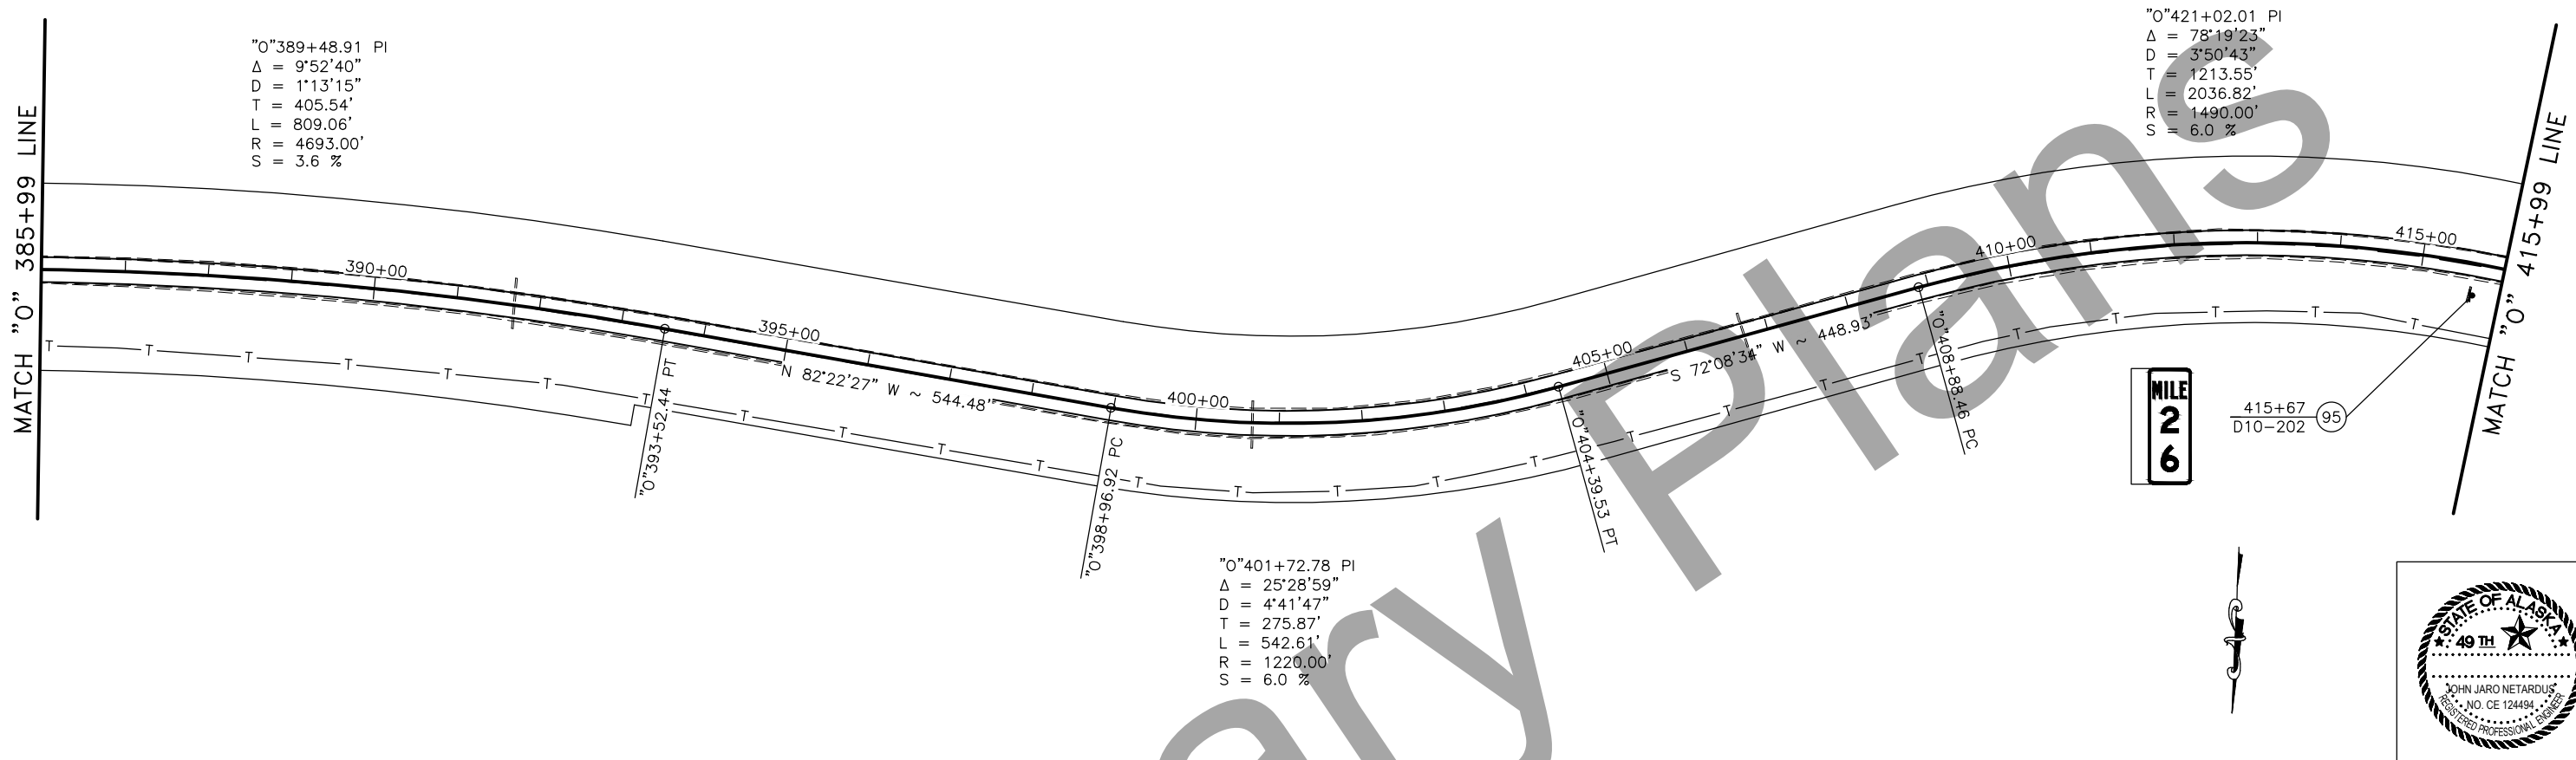 "O"389+48.91 PI
Δ = 9°52'40"
D = 1°13'15"
T = 405.54'
L = 809.06'
R = 4693.00'
S = 3.6 %
"O"421+02.01 PI
Δ = 78°19'23"
D = 3°50'43"
T = 1213.55'
L = 2036.82'
R = 1490.00'
S = 6.0 %
MATCH "O" 385+99 LINE
390+00
395+00
400+00
405+00
410+00
415+00
MATCH "O" 415+99 LINE
T T T T T T T T T T T T T T T T T T T T T T T T T
N 82°22'27" W ~ 544.48'
S 72°08'34" W ~ 448.93'
"O"393+52.44 PT
"O"398+96.92 PC
"O"404+39.53 PT
"O"408+88.46 PC
MILE
2
6
415+67
D10-202
95
"O"401+72.78 PI
Δ = 25°28'59"
D = 4°41'47"
T = 275.87'
L = 542.61'
R = 1220.00'
S = 6.0 %
ary Plans
STATE OF ALASKA
49 TH
JOHN JARO NETARDUS
NO. CE 124494
REGISTERED PROFESSIONAL ENGINEER